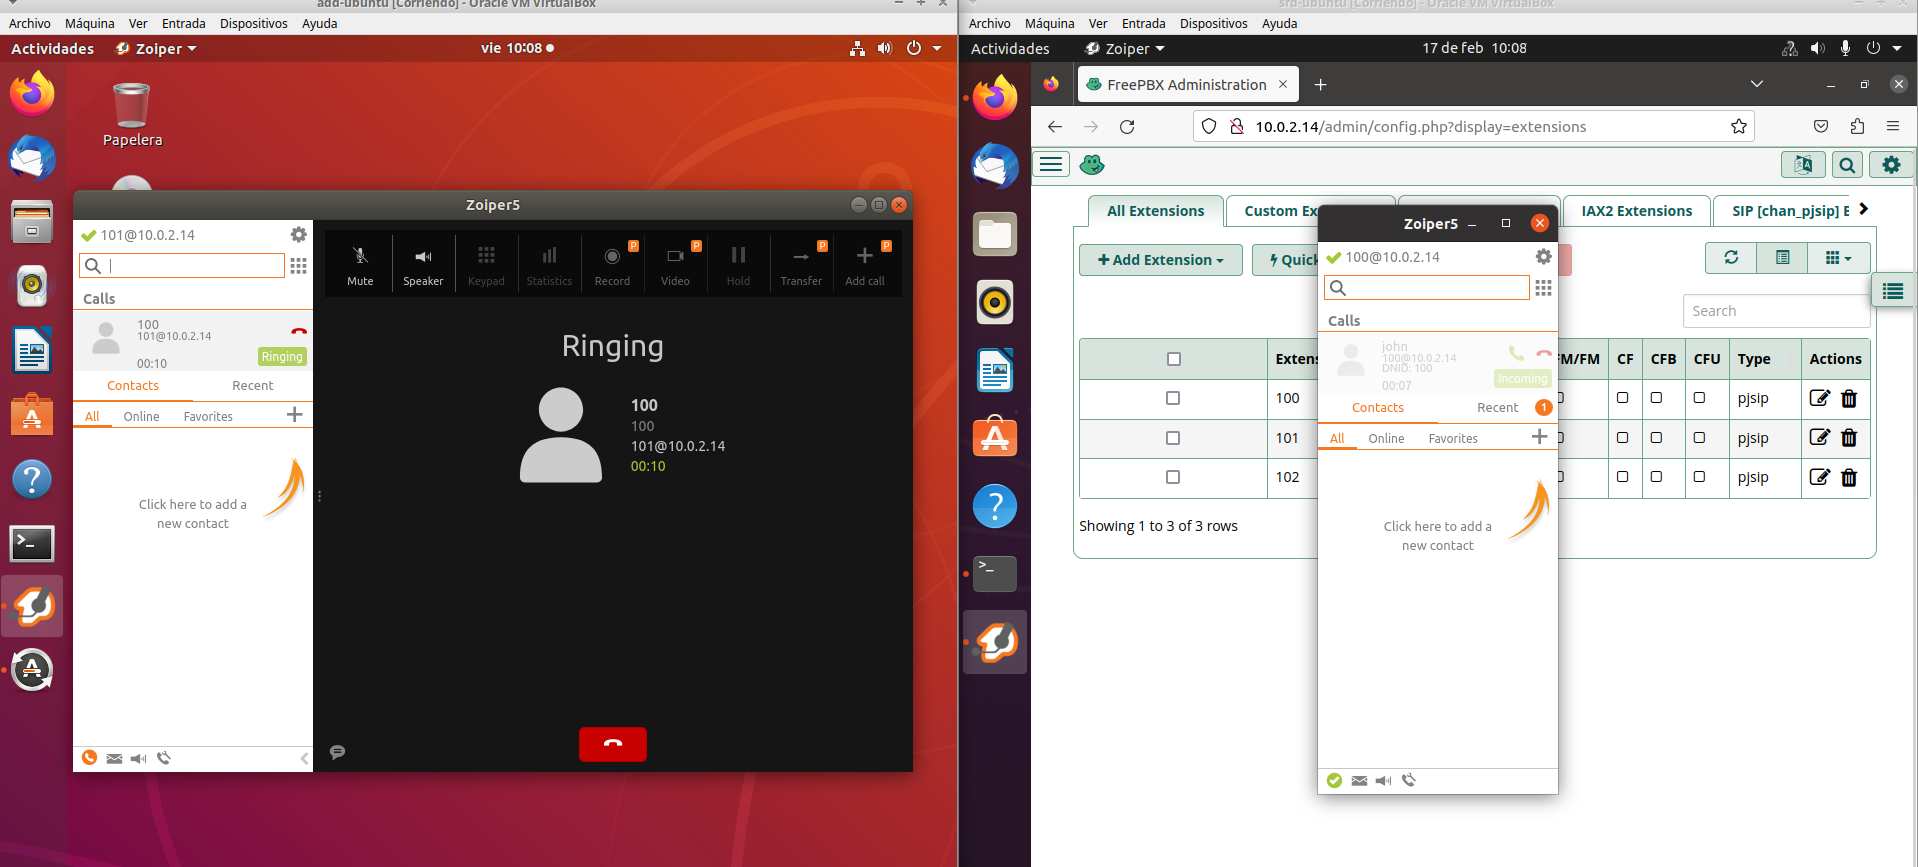 add-ubuntu [Corriendo] - Oracle VM VirtualBox
Archivo Máquina Ver Entrada Dispositivos Ayuda
Actividades Zoiper vie 10:08
Papelera
Zoiper5
101@10.0.2.14
Calls
100
101@10.0.2.14
00:10
Ringing
Contacts Recent
All Online Favorites
Click here to add a
new contact
Mute Speaker Keypad Statistics Record Video Hold Transfer Add call
P P P P
Ringing
100
100
101@10.0.2.14
00:10
srd-ubuntu [Corriendo] - Oracle VM VirtualBox
Archivo Máquina Ver Entrada Dispositivos Ayuda
Actividades Zoiper 17 de feb 10:08
FreePBX Administration
10.0.2.14/admin/config.php?display=extensions
All Extensions Custom Ex IAX2 Extensions SIP [chan_pjsip] E
Add Extension Quick
Search
Extens FM/FM CF CFB CFU Type Actions
100 pjsip
101 pjsip
102 pjsip
Showing 1 to 3 of 3 rows
Zoiper5
100@10.0.2.14
Calls
john
100@10.0.2.14
DNID: 100
00:07
Incoming
Contacts Recent 1
All Online Favorites
Click here to add a
new contact